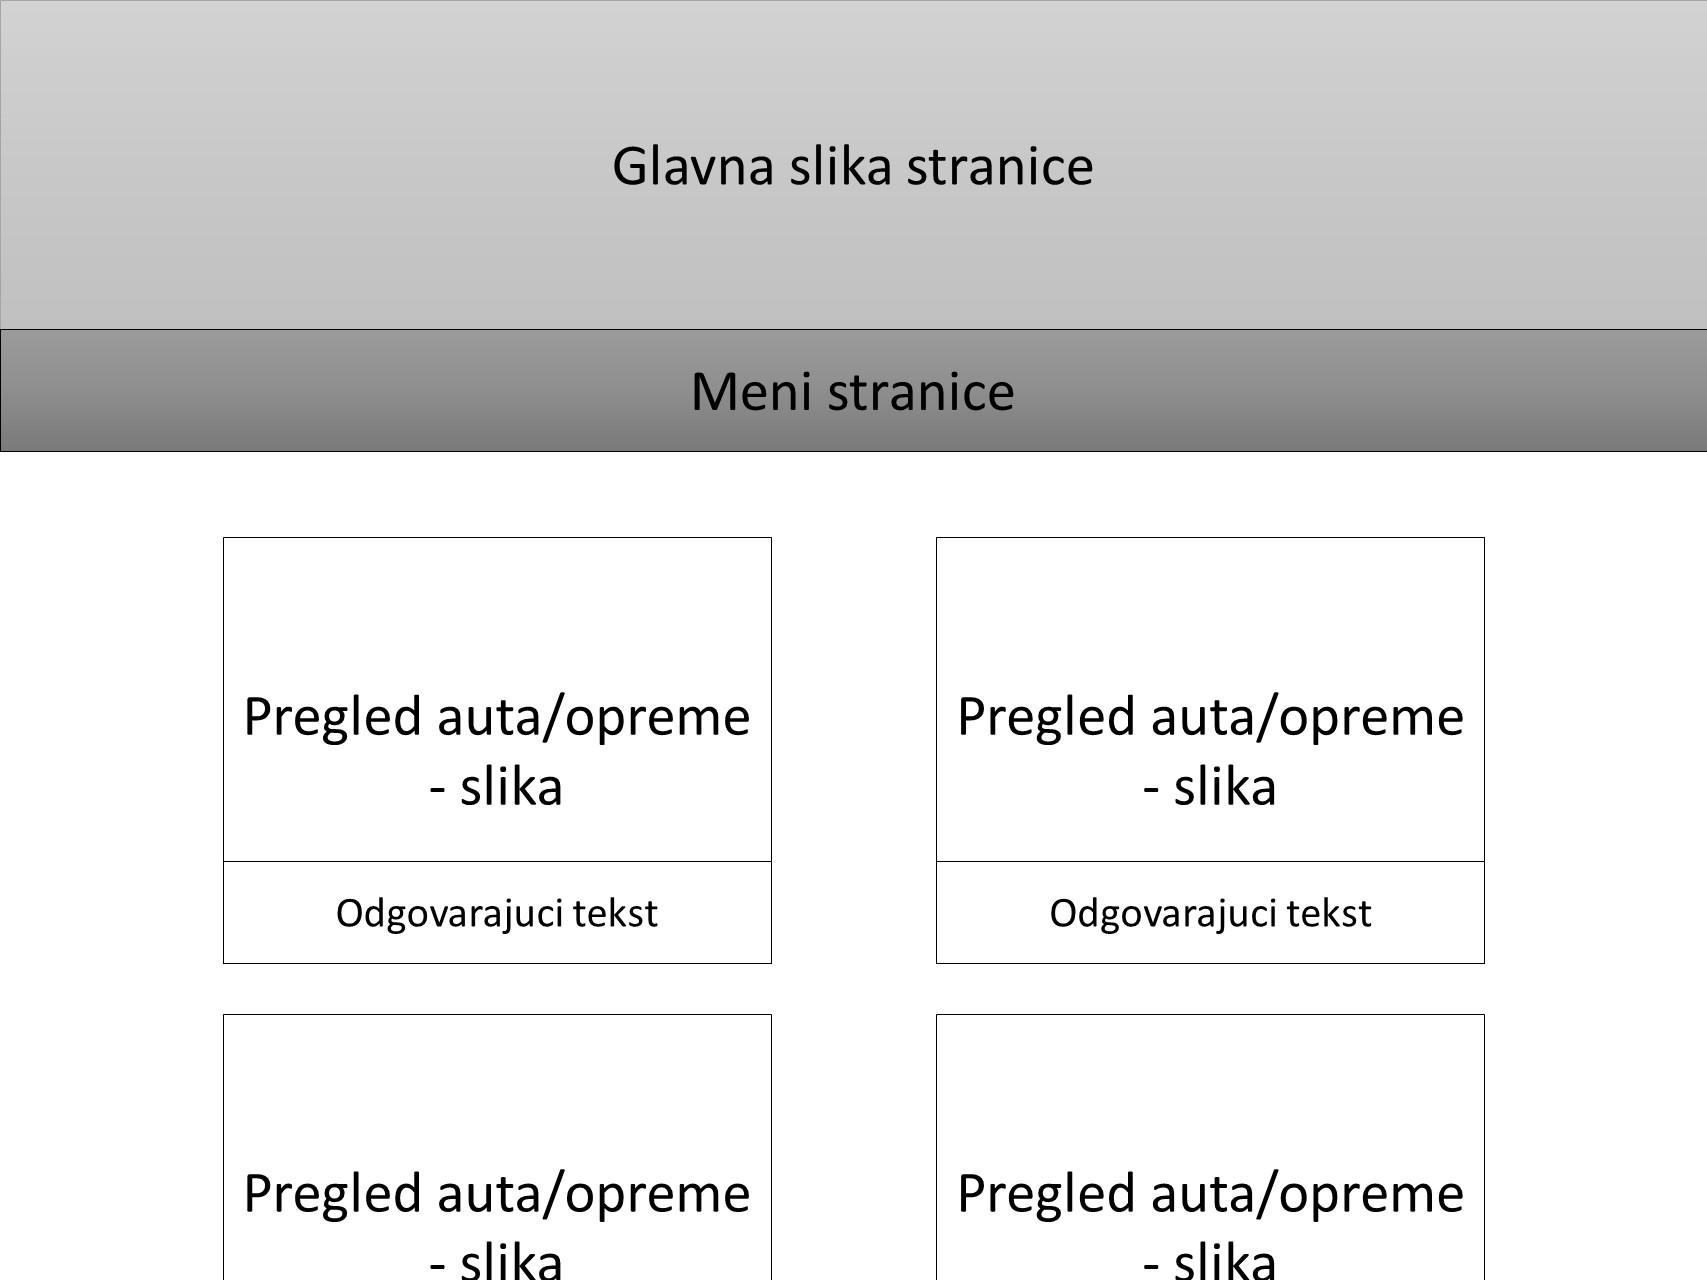 Glavna slika stranice
Meni stranice
Pregled auta/opreme
- slika
Pregled auta/opreme
- slika
Odgovarajuci tekst
Odgovarajuci tekst
Pregled auta/opreme
- slika
Pregled auta/opreme
- slika